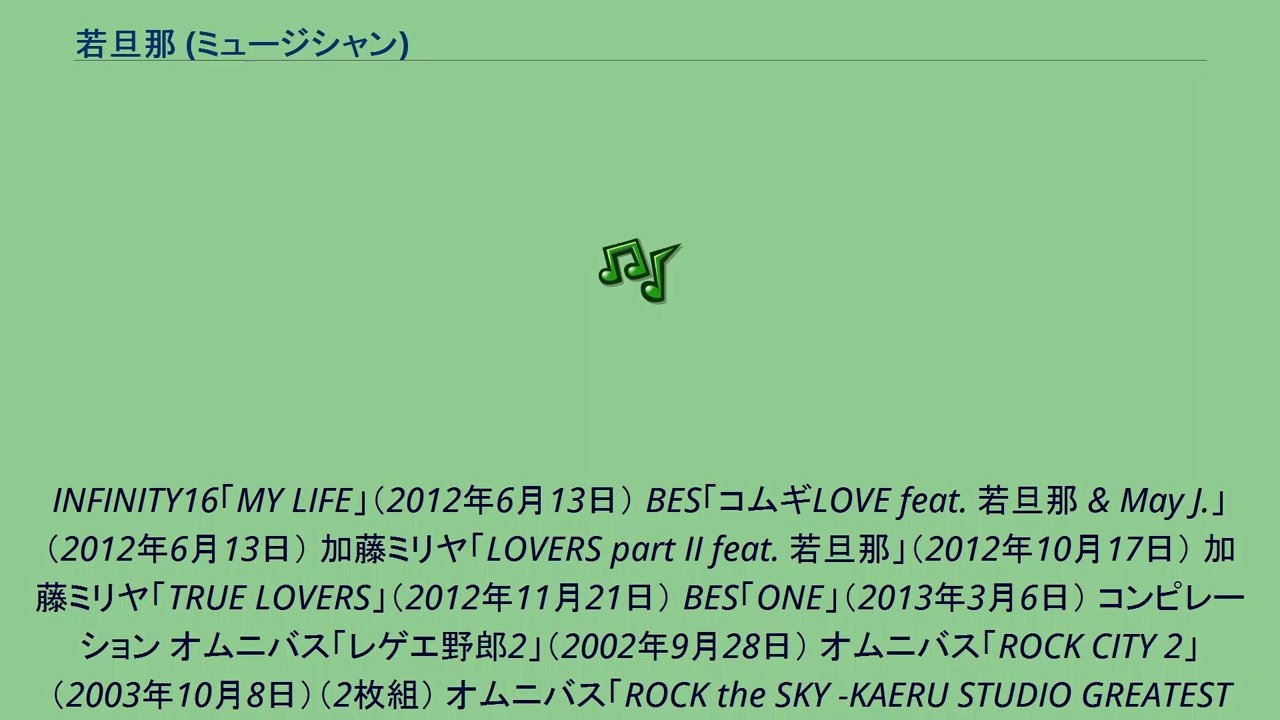 若旦那 (ミュージシャン)
INFINITY16｢MY LIFE｣（2012年6月13日） BES｢コムギLOVE feat. 若旦那 & May J.｣
（2012年6月13日） 加藤ミリヤ｢LOVERS part II feat. 若旦那｣（2012年10月17日） 加
藤ミリヤ｢TRUE LOVERS｣（2012年11月21日） BES｢ONE｣（2013年3月6日） コンピレー
ション オムニバス｢レゲエ野郎2｣（2002年9月28日） オムニバス｢ROCK CITY 2｣
（2003年10月8日）（2枚組） オムニバス｢ROCK the SKY -KAERU STUDIO GREATEST